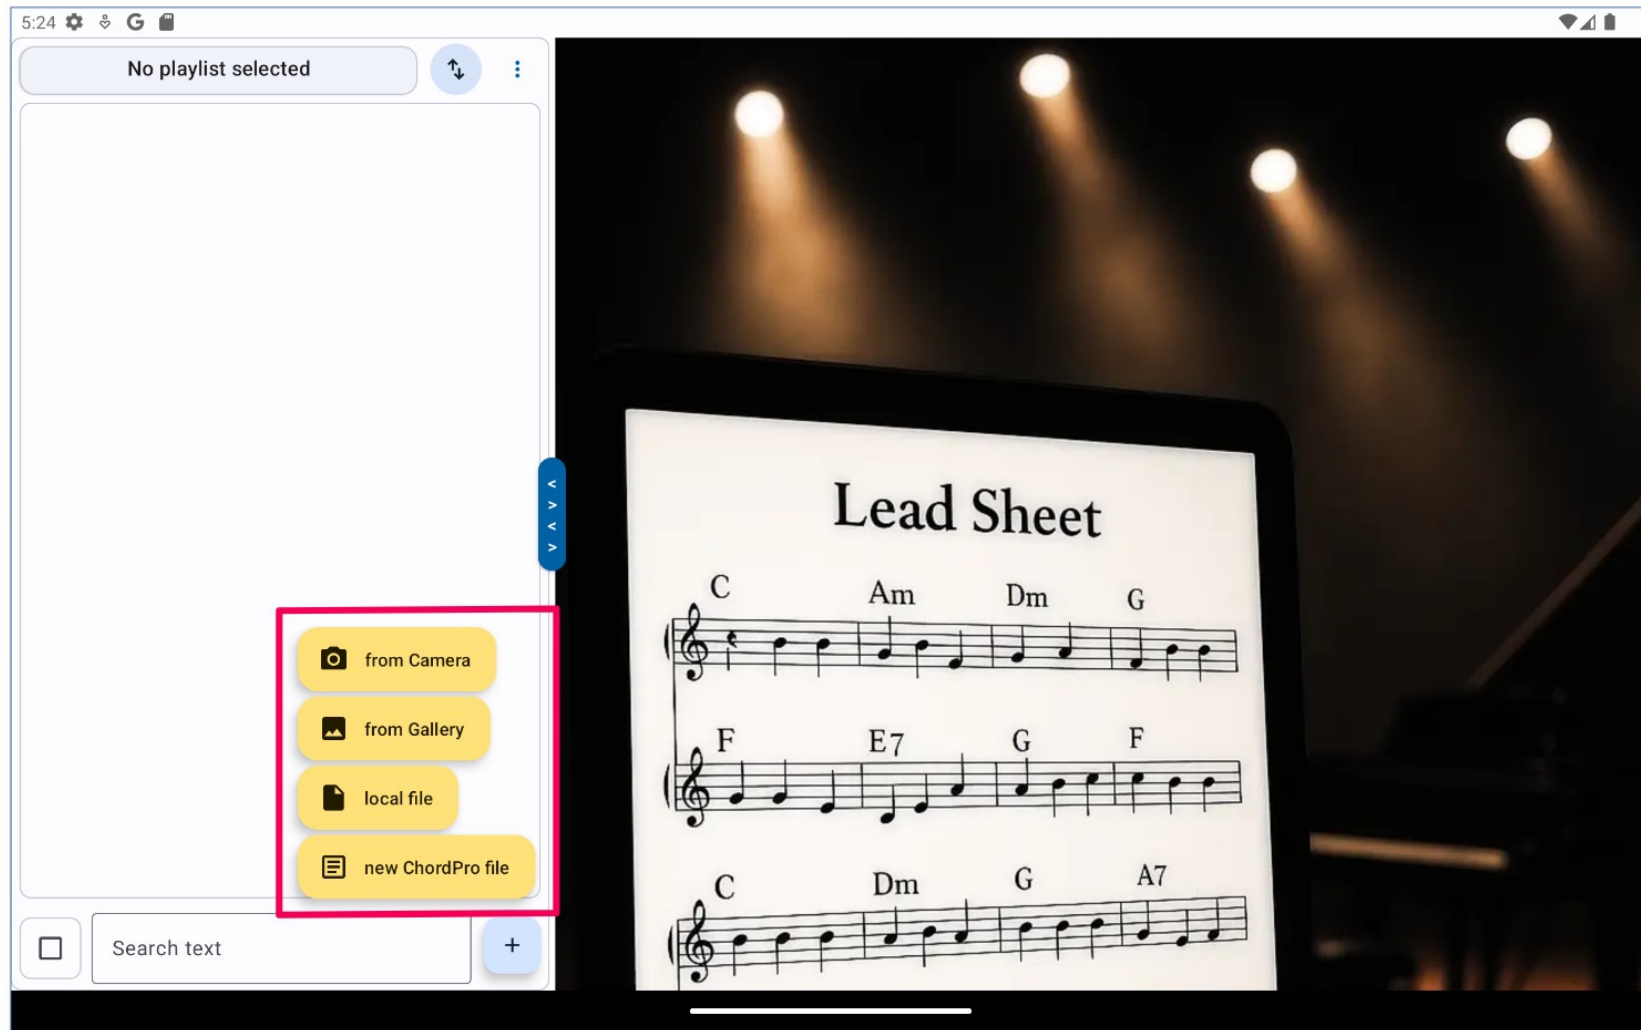 5:24
No playlist selected
<
>
<
>
from Camera
from Gallery
local file
new ChordPro file
Search text
+
Lead Sheet
C Am Dm G
F E7 G F
C Dm G A7